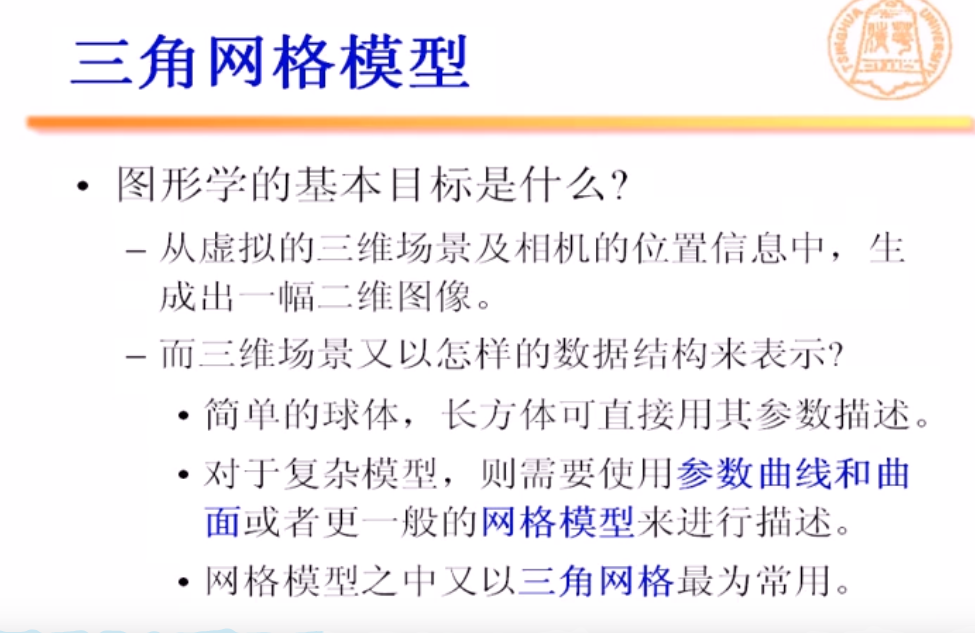 三角网格模型
TSINGHUA UNIVERSITY
• 图形学的基本目标是什么?
– 从虚拟的三维场景及相机的位置信息中，生
成出一幅二维图像。
– 而三维场景又以怎样的数据结构来表示?
• 简单的球体，长方体可直接用其参数描述。
• 对于复杂模型，则需要使用参数曲线和曲
面或者更一般的网格模型来进行描述。
• 网格模型之中又以三角网格最为常用。